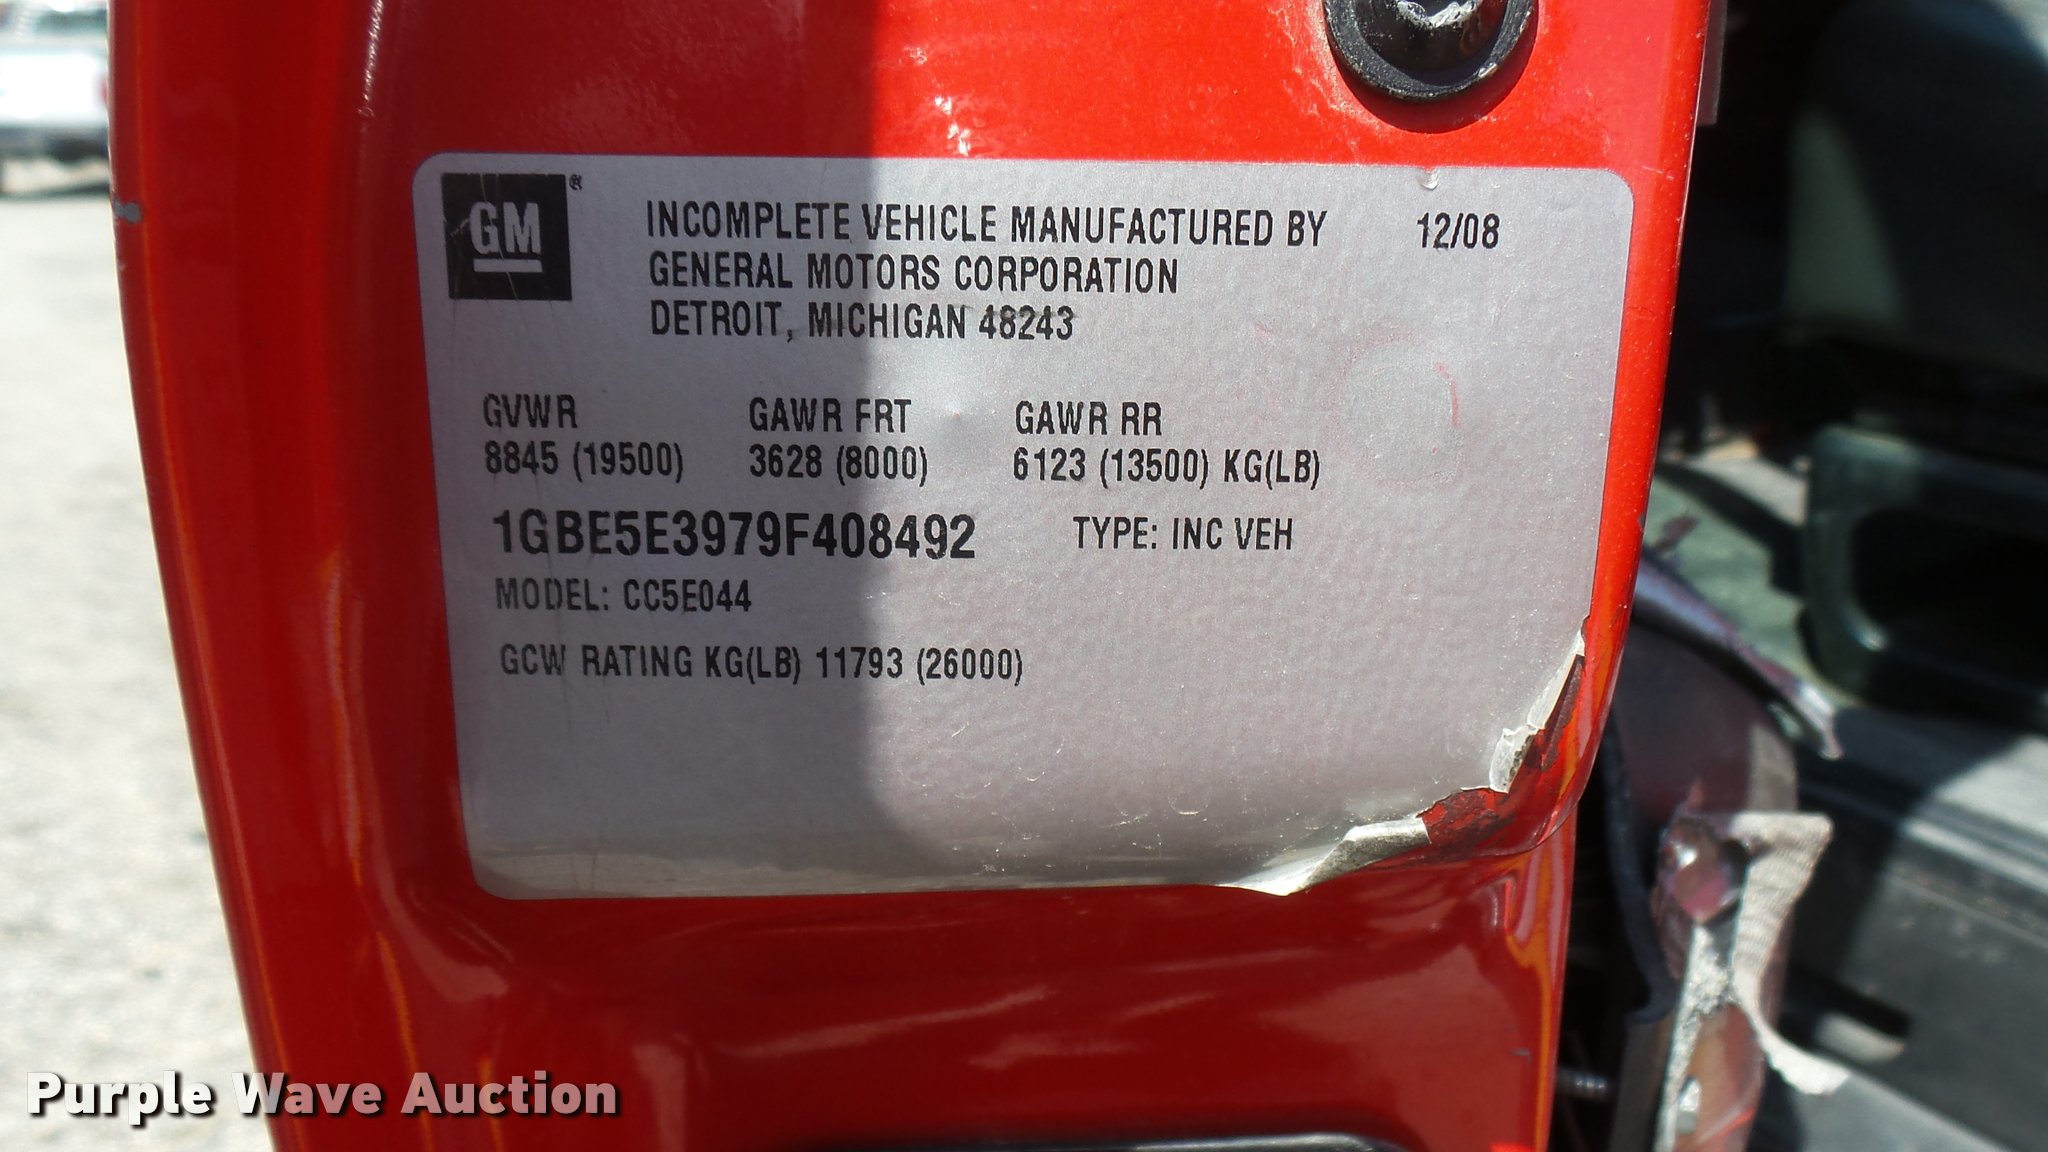 GM®
INCOMPLETE VEHICLE MANUFACTURED BY 12/08
GENERAL MOTORS CORPORATION
DETROIT, MICHIGAN 48243
GVWR GAWR FRT GAWR RR
8845 (19500) 3628 (8000) 6123 (13500) KG(LB)
1GBE5E3979F408492 TYPE: INC VEH
MODEL: CC5E044
GCW RATING KG(LB) 11793 (26000)
Purple Wave Auction